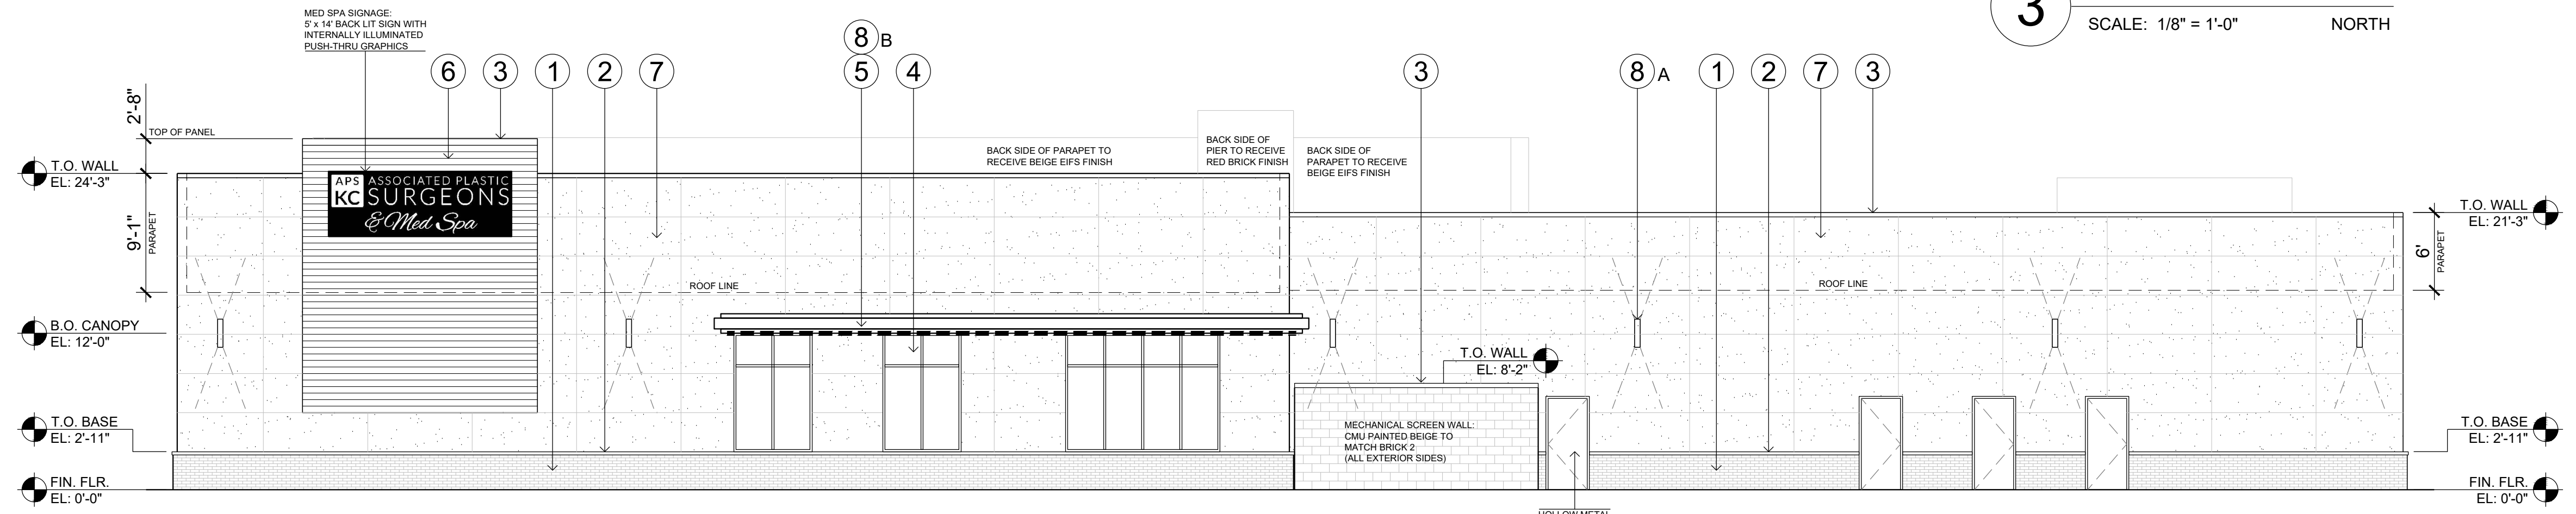 3
SCALE: 1/8" = 1'-0"
NORTH
MED SPA SIGNAGE:
5' x 14' BACK LIT SIGN WITH
INTERNALLY ILLUMINATED
PUSH-THRU GRAPHICS
6
3
1
2
7
8 B
5
4
3
8 A
1
2
7
3
2'-8"
TOP OF PANEL
T.O. WALL
EL: 24'-3"
9'-1"
PARAPET
B.O. CANOPY
EL: 12'-0"
T.O. BASE
EL: 2'-11"
FIN. FLR.
EL: 0'-0"
APS
KC
ASSOCIATED PLASTIC
SURGEONS
& Med Spa
ROOF LINE
BACK SIDE OF PARAPET TO
RECEIVE BEIGE EIFS FINISH
BACK SIDE OF
PIER TO RECEIVE
RED BRICK FINISH
BACK SIDE OF
PARAPET TO RECEIVE
BEIGE EIFS FINISH
T.O. WALL
EL: 8'-2"
MECHANICAL SCREEN WALL:
CMU PAINTED BEIGE TO
MATCH BRICK 2
(ALL EXTERIOR SIDES)
ROOF LINE
HOLLOW METAL
T.O. WALL
EL: 21'-3"
6'
PARAPET
T.O. BASE
EL: 2'-11"
FIN. FLR.
EL: 0'-0"